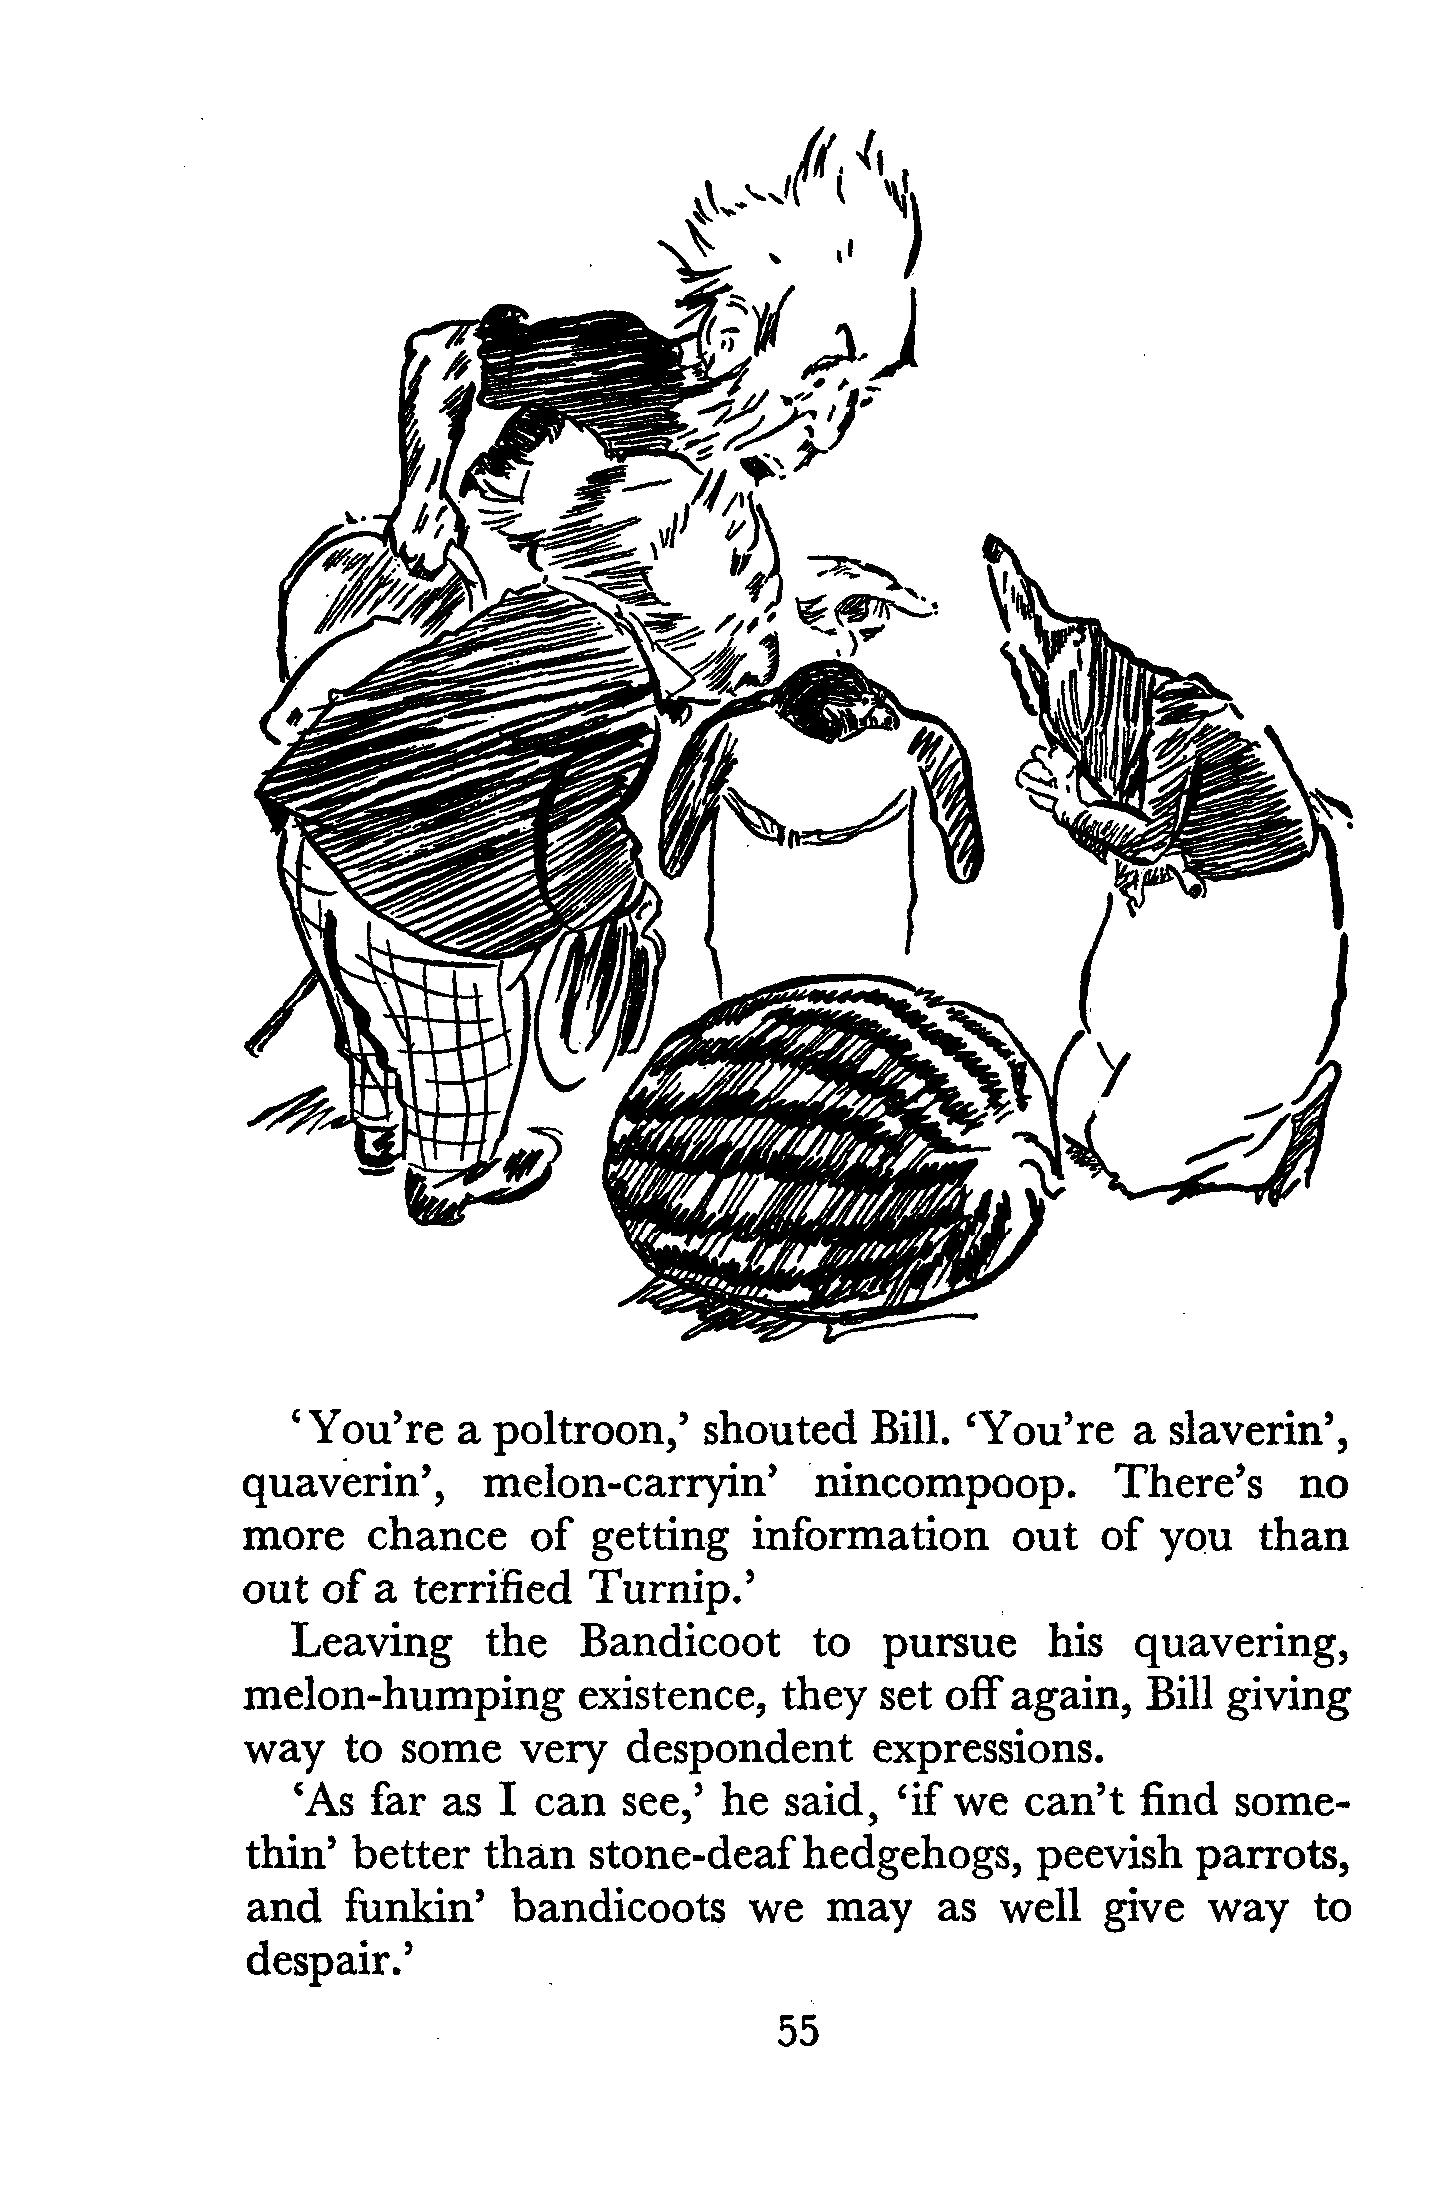 ‘You’re a poltroon,’ shouted Bill. ‘You’re a slaverin’,
quaverin’, melon-carryin’ nincompoop. There’s no
more chance of getting information out of you than
out of a terrified Turnip.’
Leaving the Bandicoot to pursue his quavering,
melon-humping existence, they set off again, Bill giving
way to some very despondent expressions.
‘As far as I can see,’ he said, ‘if we can’t find some-
thin’ better than stone-deaf hedgehogs, peevish parrots,
and funkin’ bandicoots we may as well give way to
despair.’
55